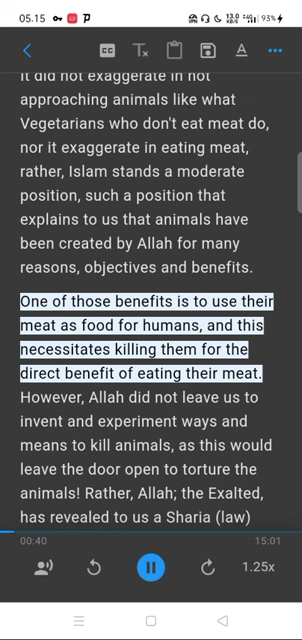 05.15
13.0 KB/S
4G
93%
CC
A
It did not exaggerate in not
approaching animals like what
Vegetarians who don't eat meat do,
nor it exaggerate in eating meat,
rather, Islam stands a moderate
position, such a position that
explains to us that animals have
been created by Allah for many
reasons, objectives and benefits.
One of those benefits is to use their
meat as food for humans, and this
necessitates killing them for the
direct benefit of eating their meat.
However, Allah did not leave us to
invent and experiment ways and
means to kill animals, as this would
leave the door open to torture the
animals! Rather, Allah; the Exalted,
has revealed to us a Sharia (law)
00:40
15:01
1.25x